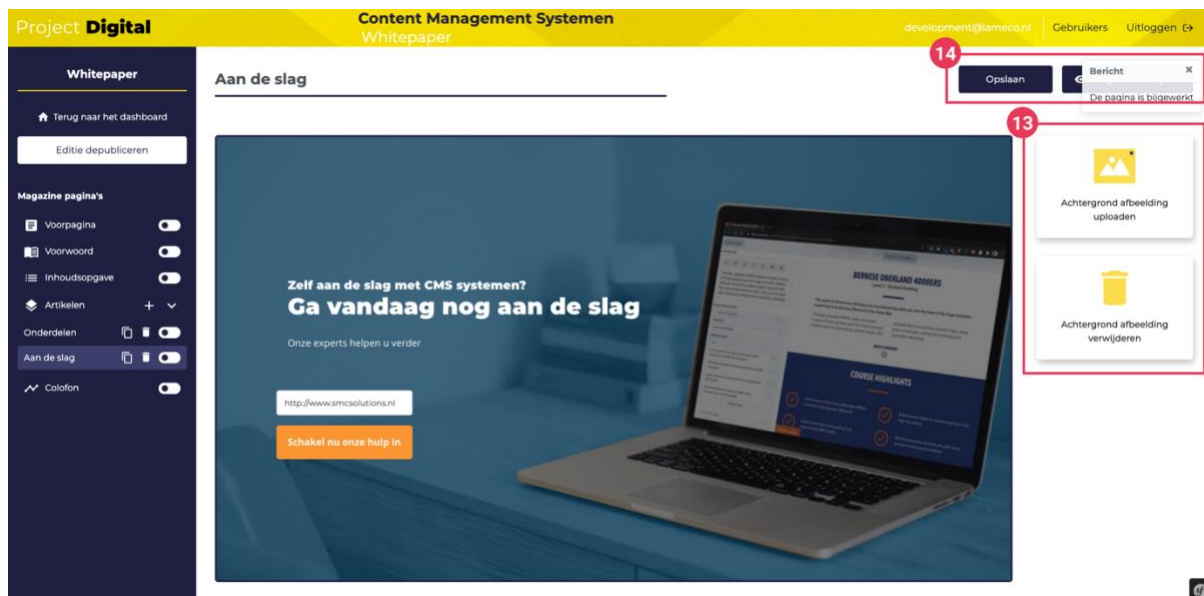 Project Digital
Content Management Systemen
Whitepaper
development@lameco.nl
Gebruikers
Uitloggen
14
Whitepaper
Terug naar het dashboard
Editie depubliceren
Magazine pagina's
Voorpagina
Voorwoord
Inhoudsopgave
Artikelen
Onderdelen
Aan de slag
Colofon
Aan de slag
Opslaan
Bericht
De pagina is bijgewerkt
13
Achtergrond afbeelding
uploaden
Achtergrond afbeelding
verwijderen
Zelf aan de slag met CMS systemen?
Ga vandaag nog aan de slag
Onze experts helpen u verder
http://www.smcsolutions.nl
Schakel nu onze hulp in
BERNESE OBERLAND 4000ERS
COURSE HIGHLIGHTS